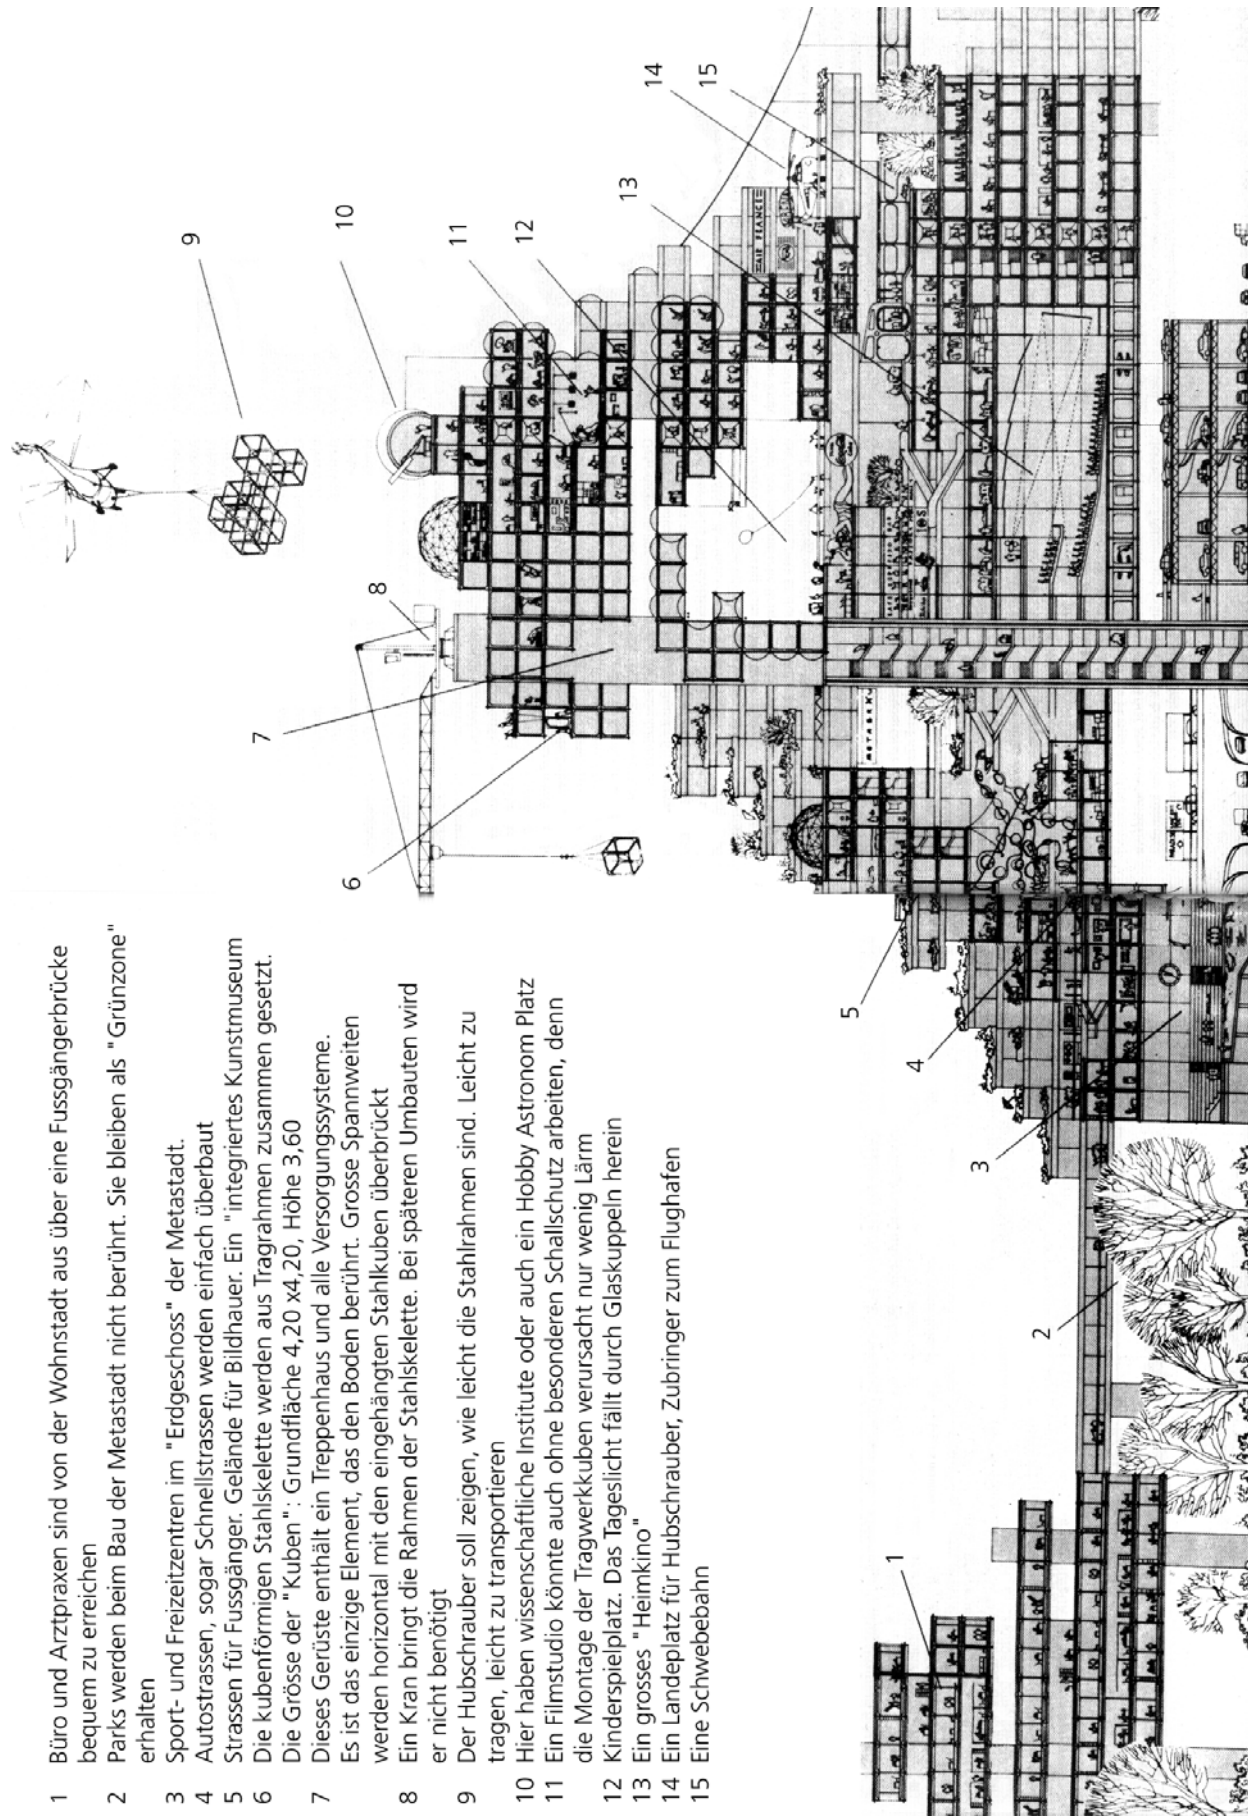 1 Büro und Arztpraxen sind von der Wohnstadt aus über eine Fussgängerbrücke
bequem zu erreichen
2 Parks werden beim Bau der Metastadt nicht berührt. Sie bleiben als "Grünzone"
erhalten
3 Sport- und Freizeitzentren im "Erdgeschoss" der Metastadt.
4 Autostrassen, sogar Schnellstrassen werden einfach überbaut
5 Strassen für Fussgänger. Gelände für Bildhauer. Ein "integriertes Kunstmuseum
6 Die kubenförmigen Stahlskelette werden aus Tragrahmen zusammen gesetzt.
Die Grösse der "Kuben": Grundfläche 4,20 x4,20, Höhe 3,60
7 Dieses Gerüste enthält ein Treppenhaus und alle Versorgungssysteme.
Es ist das einzige Element, das den Boden berührt. Grosse Spannweiten
werden horizontal mit den eingehängten Stahlkuben überbrückt
8 Ein Kran bringt die Rahmen der Stahlskelette. Bei späteren Umbauten wird
er nicht benötigt
9 Der Hubschrauber soll zeigen, wie leicht die Stahlrahmen sind. Leicht zu
tragen, leicht zu transportieren
10 Hier haben wissenschaftliche Institute oder auch ein Hobby Astronom Platz
11 Ein Filmstudio könnte auch ohne besonderen Schallschutz arbeiten, denn
die Montage der Tragwerkkuben verursacht nur wenig Lärm
12 Kinderspielplatz. Das Tageslicht fällt durch Glaskuppeln herein
13 Ein grosses "Heimkino"
14 Ein Landeplatz für Hubschrauber, Zubringer zum Flughafen
15 Eine Schwebebahn
1
2
3
4
5
6
7
8
9
10
11
12
13
14
15
AIR FRANCE